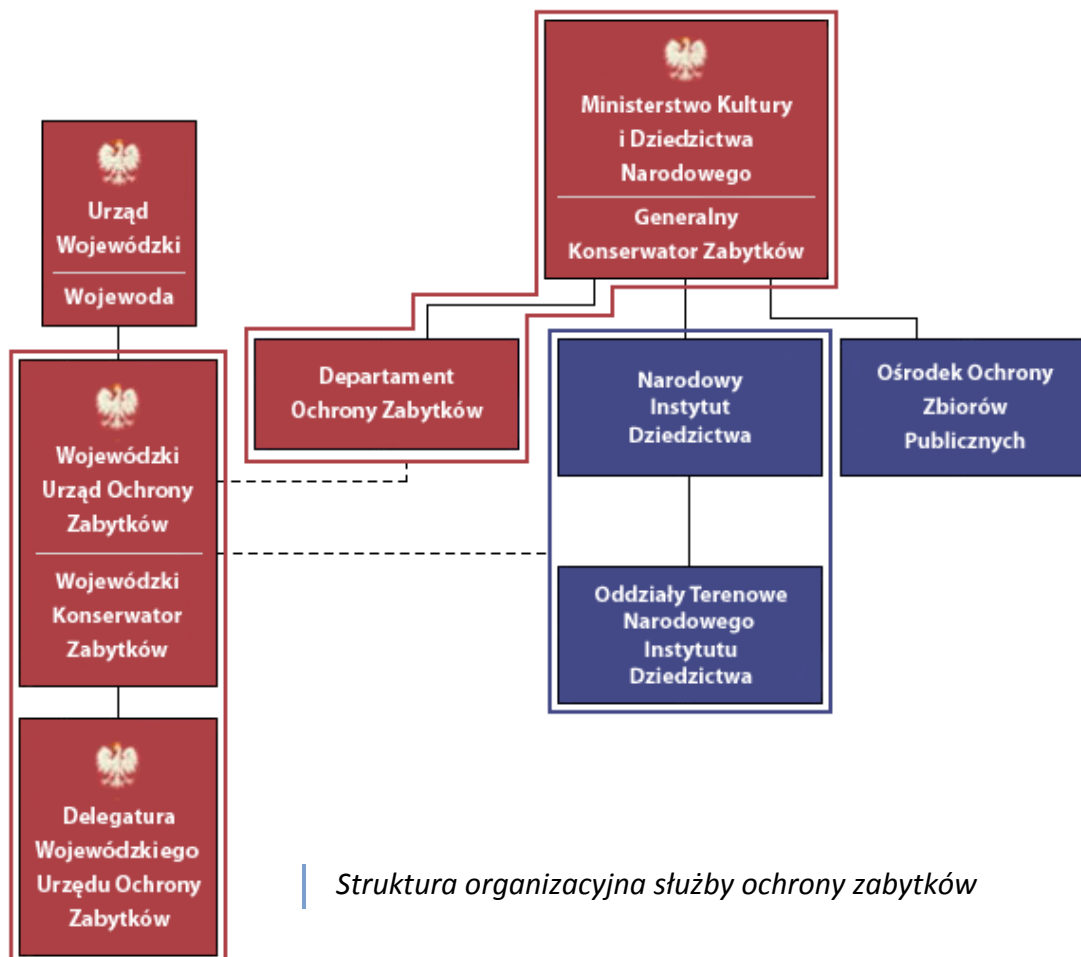 Ministerstwo Kultury
i Dziedzictwa
Narodowego
Generalny
Konserwator Zabytków
Urząd
Wojewódzki
Wojewoda
Departament
Ochrony Zabytków
Narodowy
Instytut
Dziedzictwa
Ośrodek Ochrony
Zbiorów
Publicznych
Wojewódzki
Urząd Ochrony
Zabytków
Wojewódzki
Konserwator
Zabytków
Oddziały Terenowe
Narodowego
Instytutu
Dziedzictwa
Delegatura
Wojewódzkiego
Urzędu Ochrony
Zabytków
Struktura organizacyjna służby ochrony zabytków